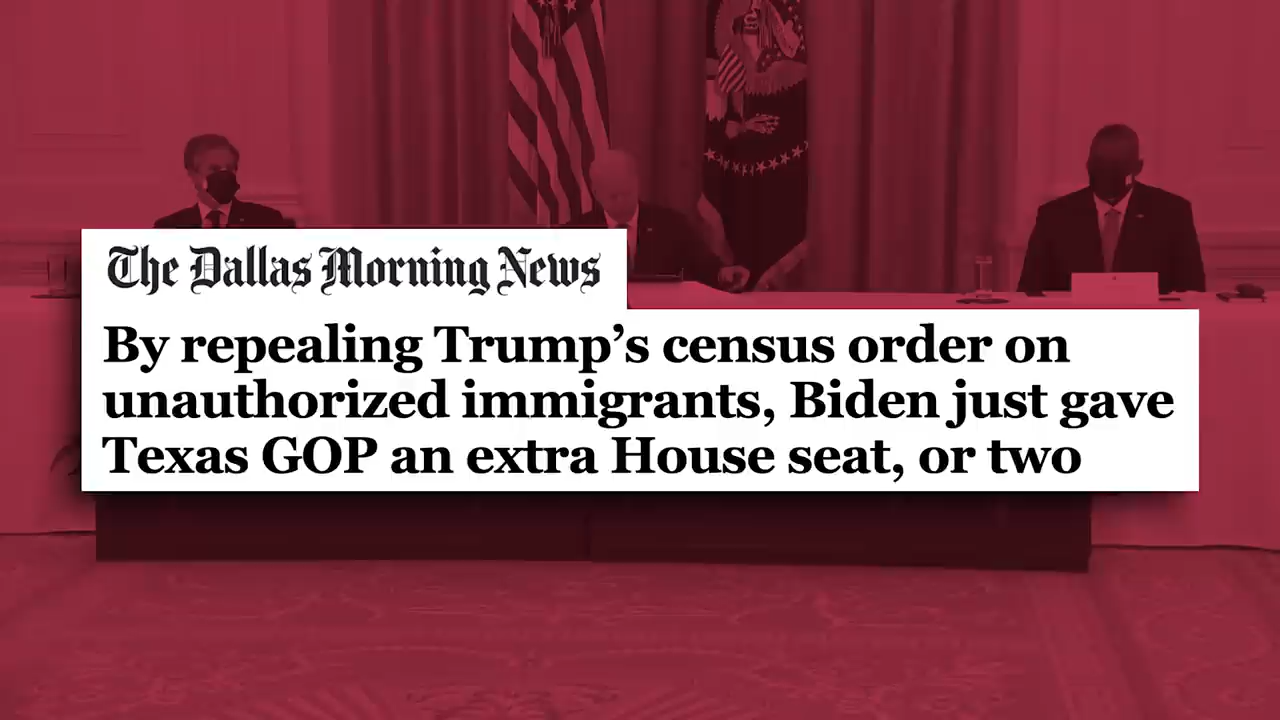 The Dallas Morning News
By repealing Trump’s census order on
unauthorized immigrants, Biden just gave
Texas GOP an extra House seat, or two